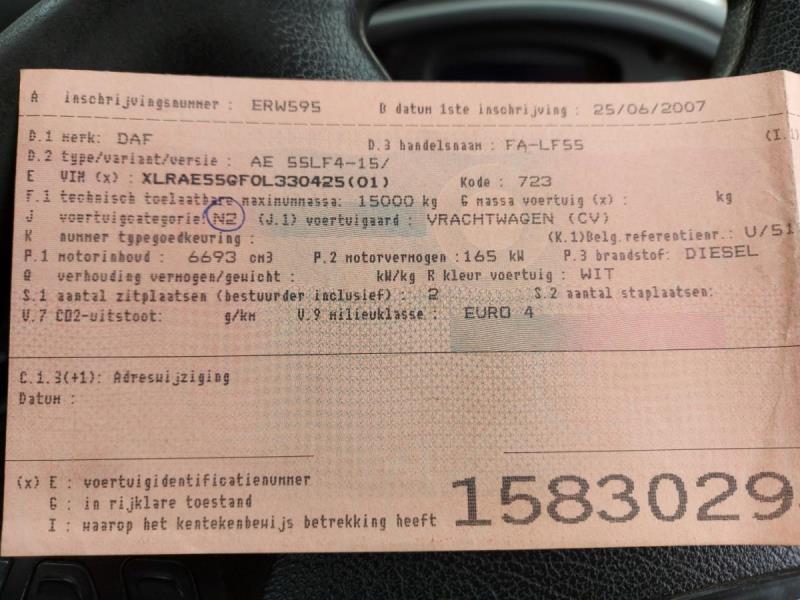 A inschrijvingsnummer : ERW595 B datum 1ste inschrijving : 25/06/2007
D.1 merk: DAF D.3 handelsnaam : FA-LF55 (I.1)
D.2 type/variant/versie : AE 55LF4-15/
E VIN (x) : XLRAE55GF0L330425(01) Kode : 723
F.1 technisch toelaatbare maximummassa: 15000 kg G massa voertuig (x) : kg
J voertuigcategorie: N2 (J.1) voertuigaard : VRACHTWAGEN (CV)
K nummer typegoedkeuring : (K.1)Belg.referentienr.: U/51
P.1 motorinhoud : 6693 cm3 P.2 motorvermogen :165 kW P.3 brandstof: DIESEL
Q verhouding vermogen/gewicht : kW/kg R kleur voertuig : WIT
S.1 aantal zitplaatsen (bestuurder inclusief) : 2 S.2 aantal staplaatsen:
V.7 CO2-uitstoot: g/km V.9 milieuklasse : EURO 4
C.1.3(+1): Adreswijziging
Datum :
(x) E : voertuigidentificatienummer
G : in rijklare toestand
I : waarop het kentekenbewijs betrekking heeft
1583029